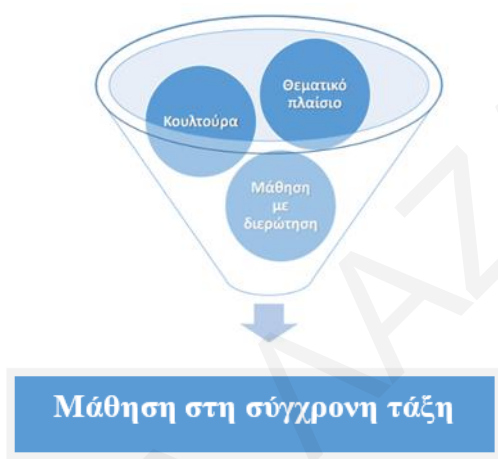 Θεματικό
πλαίσιο
Κουλτούρα
Μάθηση
με
διερώτηση
Μάθηση στη σύγχρονη τάξη